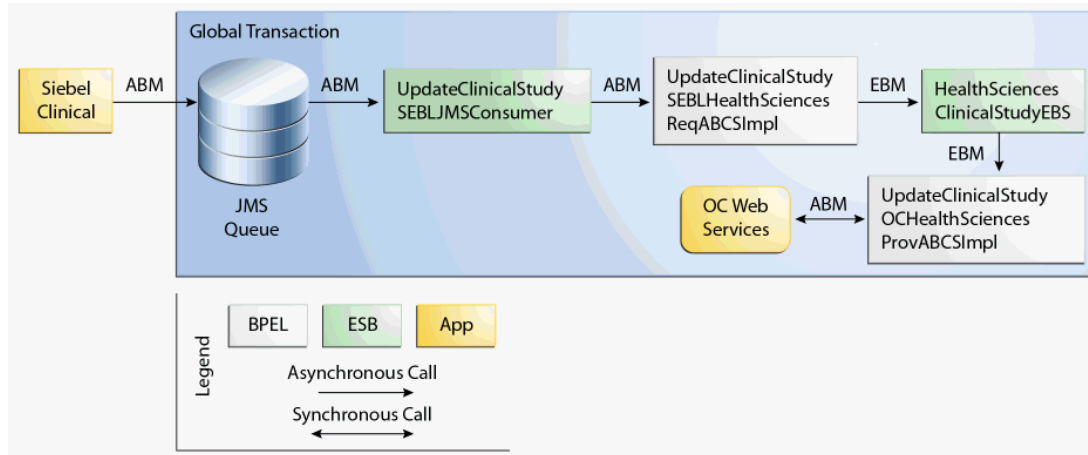 Global Transaction
Siebel
Clinical
ABM
JMS
Queue
ABM
UpdateClinicalStudy
SEBLJMSConsumer
ABM
UpdateClinicalStudy
SEBLHealthSciences
ReqABCSImpl
EBM
HealthSciences
ClinicalStudyEBS
EBM
UpdateClinicalStudy
OCHealthSciences
ProvABCSImpl
ABM
OC Web
Services
Legend
BPEL
ESB
App
Asynchronous Call
Synchronous Call